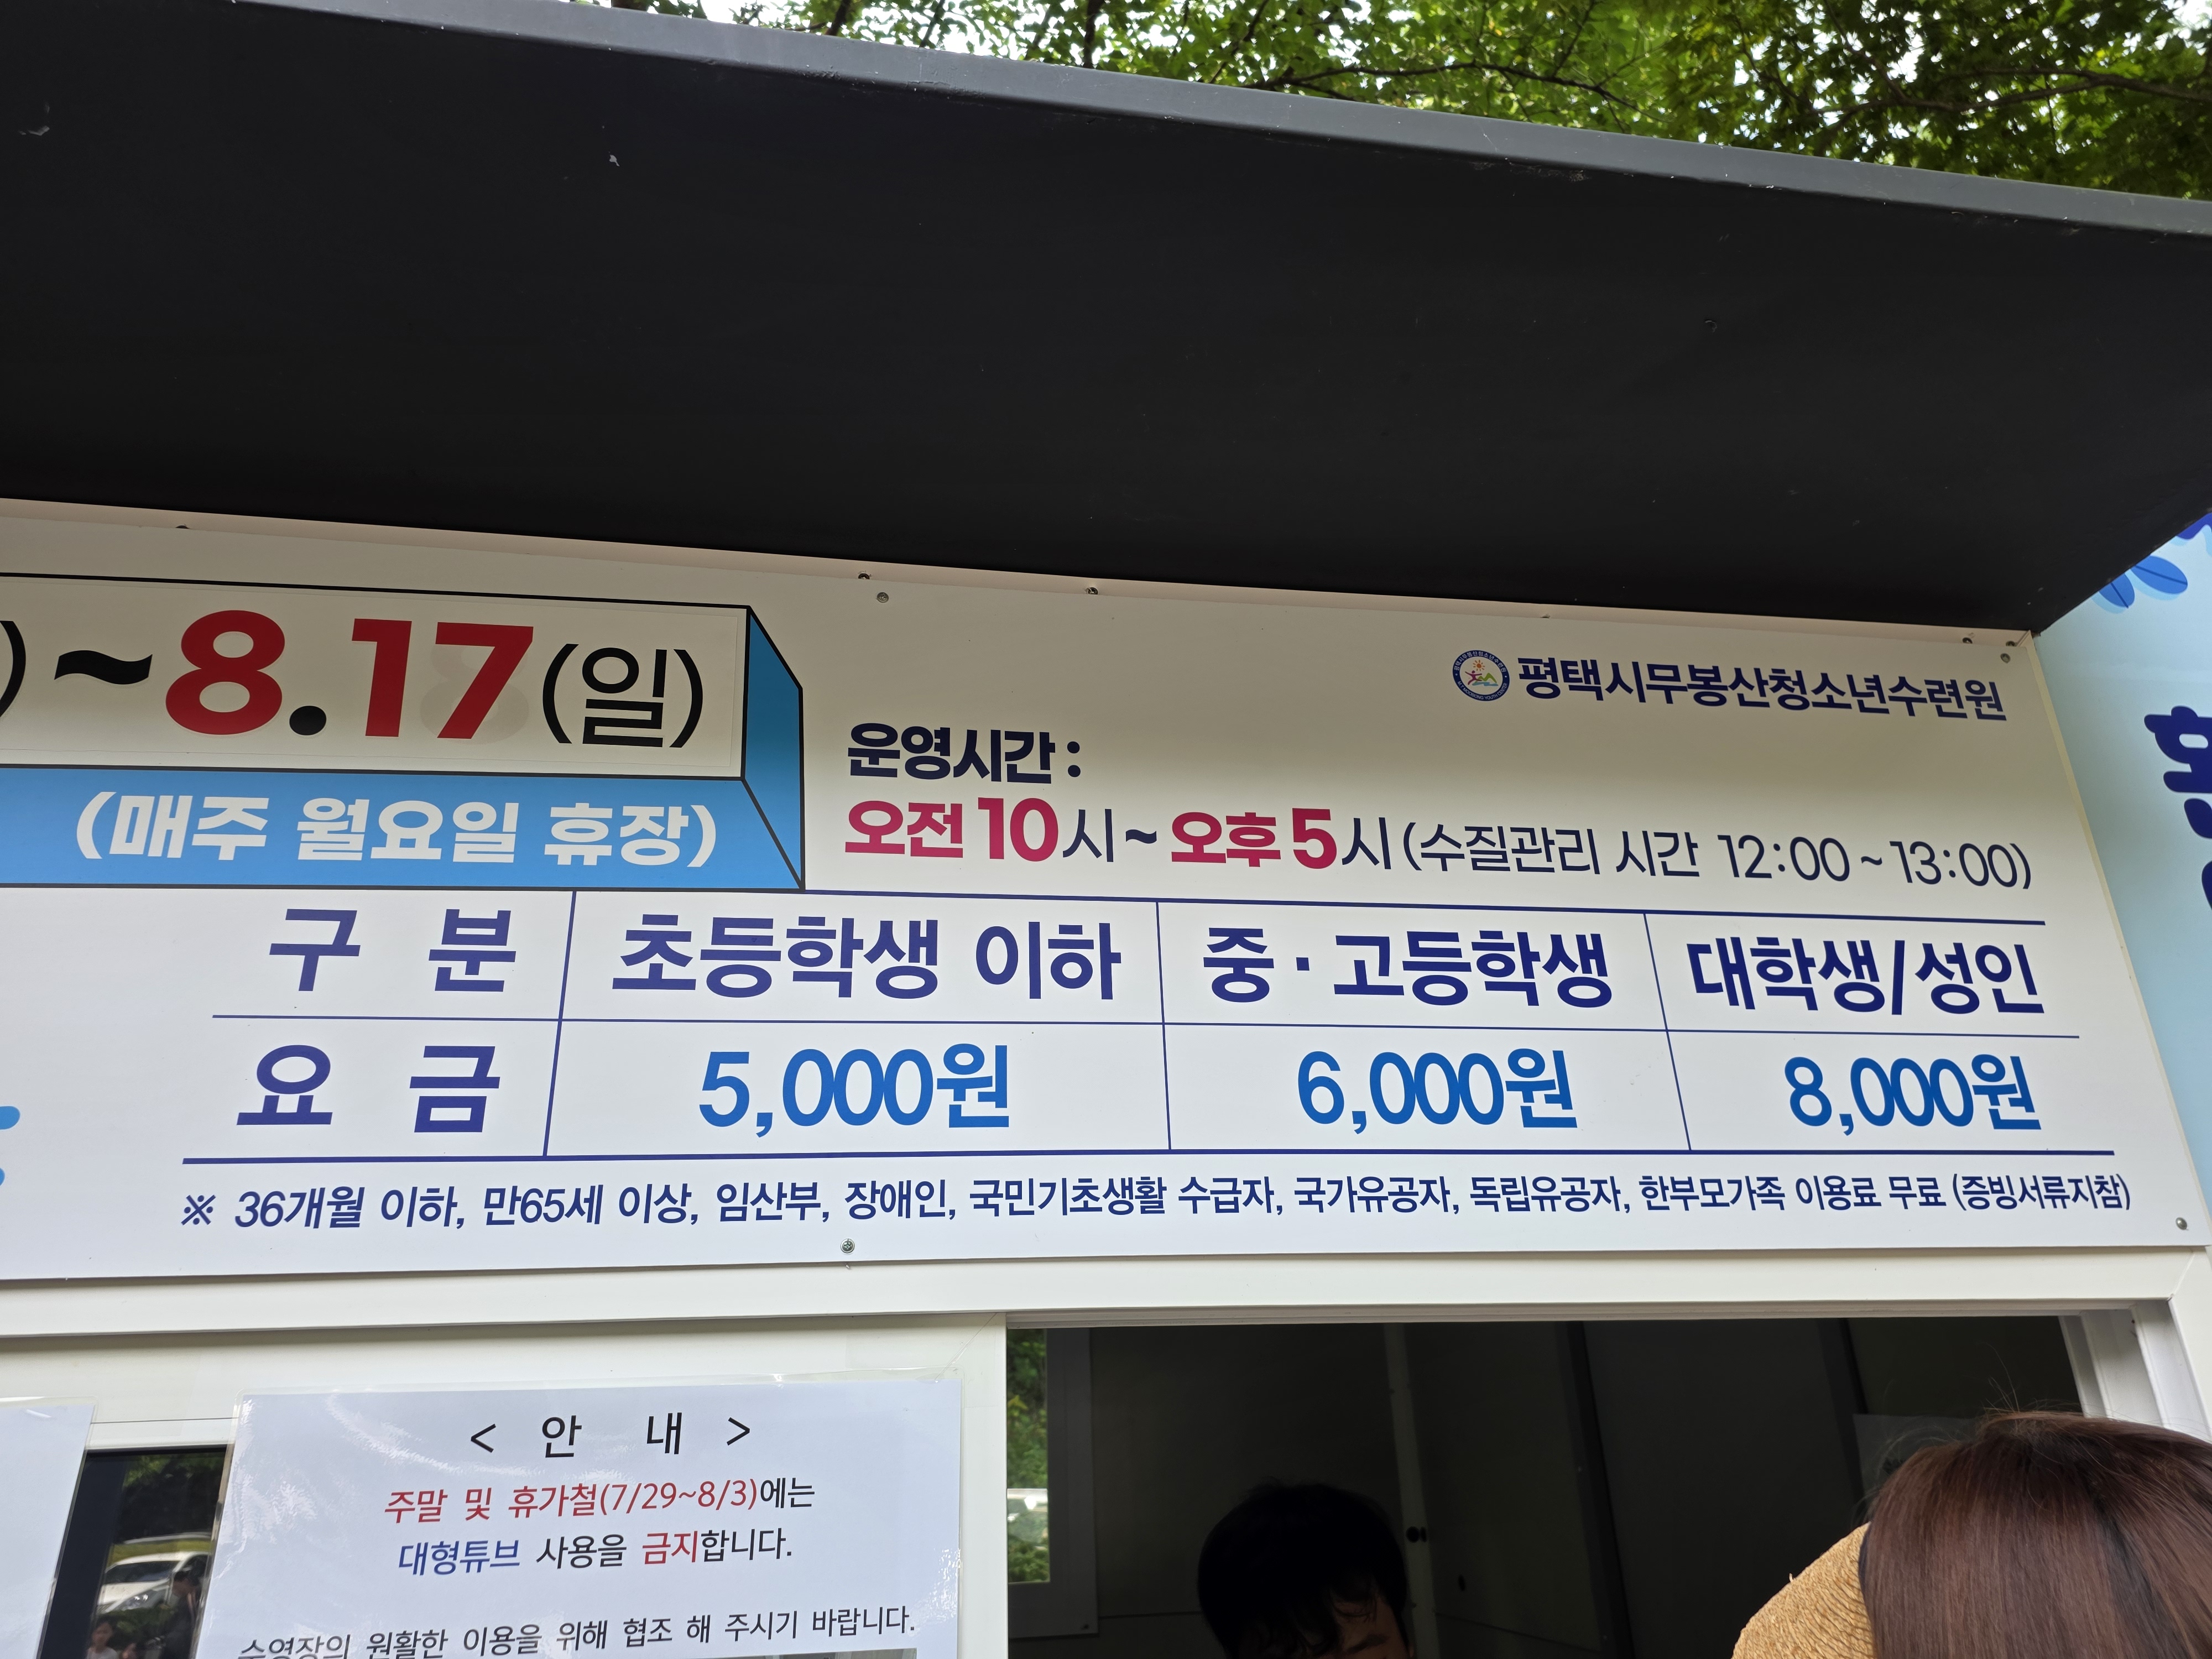 ~8.17(일)
(매주 월요일 휴장)
평택시무봉산청소년수련원
운영시간 :
오전 10시~오후 5시 (수질관리 시간 12:00~13:00)
구 분 초등학생 이하 중·고등학생 대학생/성인
요 금 5,000원 6,000원 8,000원
※ 36개월 이하, 만65세 이상, 임산부, 장애인, 국민기초생활 수급자, 국가유공자, 독립유공자, 한부모가족 이용료 무료 (증빙서류지참)
< 안 내 >
주말 및 휴가철(7/29~8/3)에는
대형튜브 사용을 금지합니다.
수영장의 원활한 이용을 위해 협조 해 주시기 바랍니다.